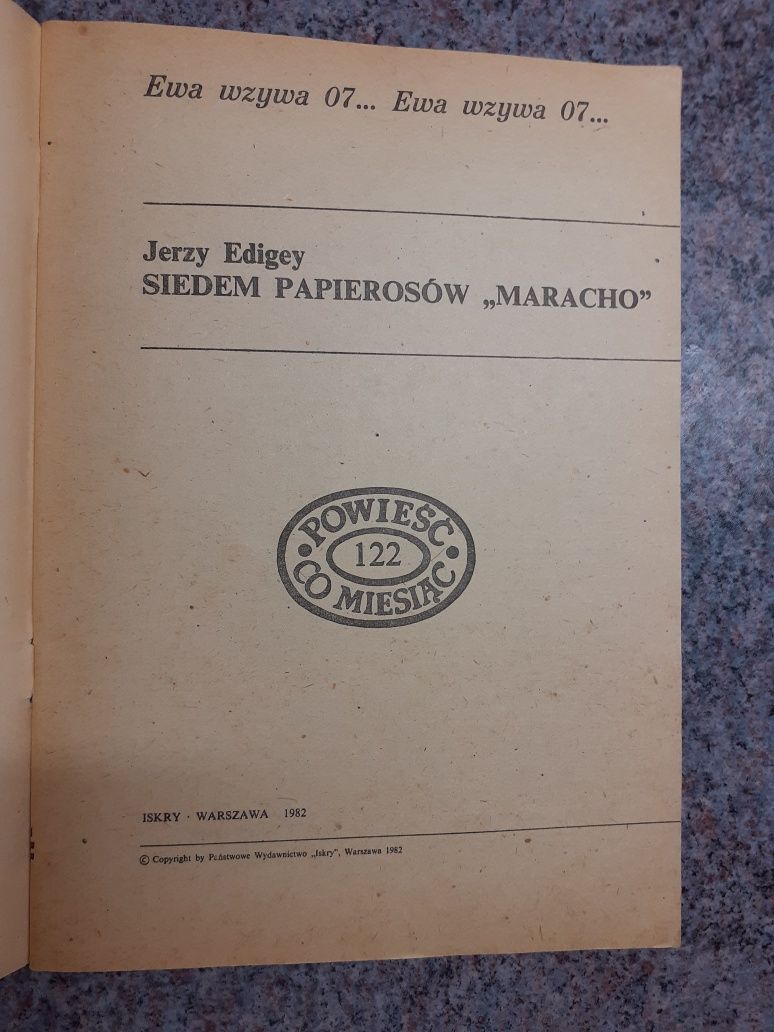 Ewa wzywa 07... Ewa wzywa 07...
Jerzy Edigey
SIEDEM PAPIEROSÓW „MARACHO”
POWIEŚĆ
122
CO MIESIĄC
ISKRY · WARSZAWA 1982
© Copyright by Państwowe Wydawnictwo „Iskry”, Warszawa 1982